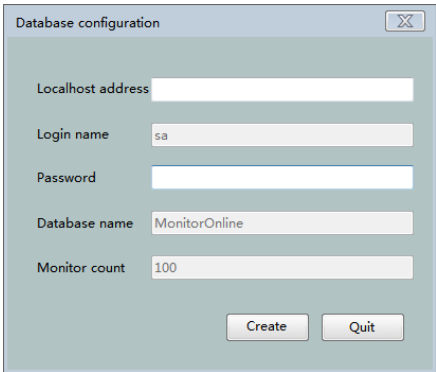 Database configuration
Localhost address
Login name sa
Password
Database name MonitorOnline
Monitor count 100
Create Quit